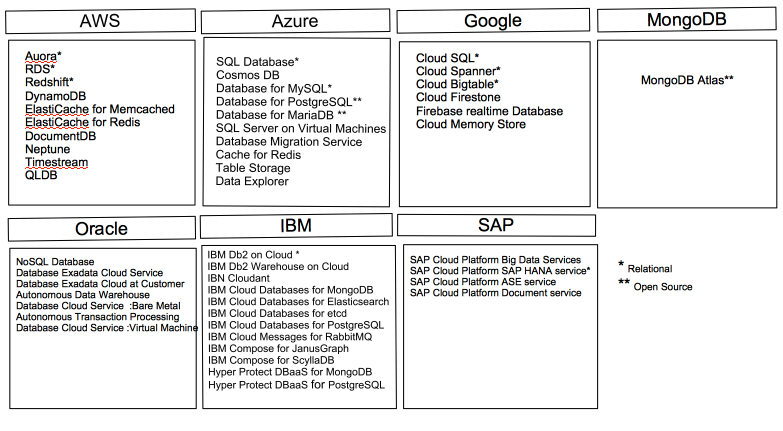 AWS
Auora*
RDS*
Redshift*
DynamoDB
ElastiCache for Memcached
ElastiCache for Redis
DocumentDB
Neptune
Timestream
QLDB
Azure
SQL Database*
Cosmos DB
Database for MySQL*
Database for PostgreSQL**
Database for MariaDB **
SQL Server on Virtual Machines
Database Migration Service
Cache for Redis
Table Storage
Data Explorer
Google
Cloud SQL*
Cloud Spanner*
Cloud Bigtable*
Cloud Firestone
Firebase realtime Database
Cloud Memory Store
MongoDB
MongoDB Atlas**
Oracle
NoSQL Database
Database Exadata Cloud Service
Database Exadata Cloud at Customer
Autonomous Data Warehouse
Database Cloud Service :Bare Metal
Autonomous Transaction Processing
Database Cloud Service :Virtual Machine
IBM
IBM Db2 on Cloud *
IBM Db2 Warehouse on Cloud
IBN Cloudant
IBM Cloud Databases for MongoDB
IBM Cloud Databases for Elasticsearch
IBM Cloud Databases for etcd
IBM Cloud Databases for PostgreSQL
IBM Cloud Messages for RabbitMQ
IBM Compose for JanusGraph
IBM Compose for ScyllaDB
Hyper Protect DBaaS for MongoDB
Hyper Protect DBaaS for PostgreSQL
SAP
SAP Cloud Platform Big Data Services
SAP Cloud Platform SAP HANA service*
SAP Cloud Platform ASE service
SAP Cloud Platform Document service
* Relational
** Open Source